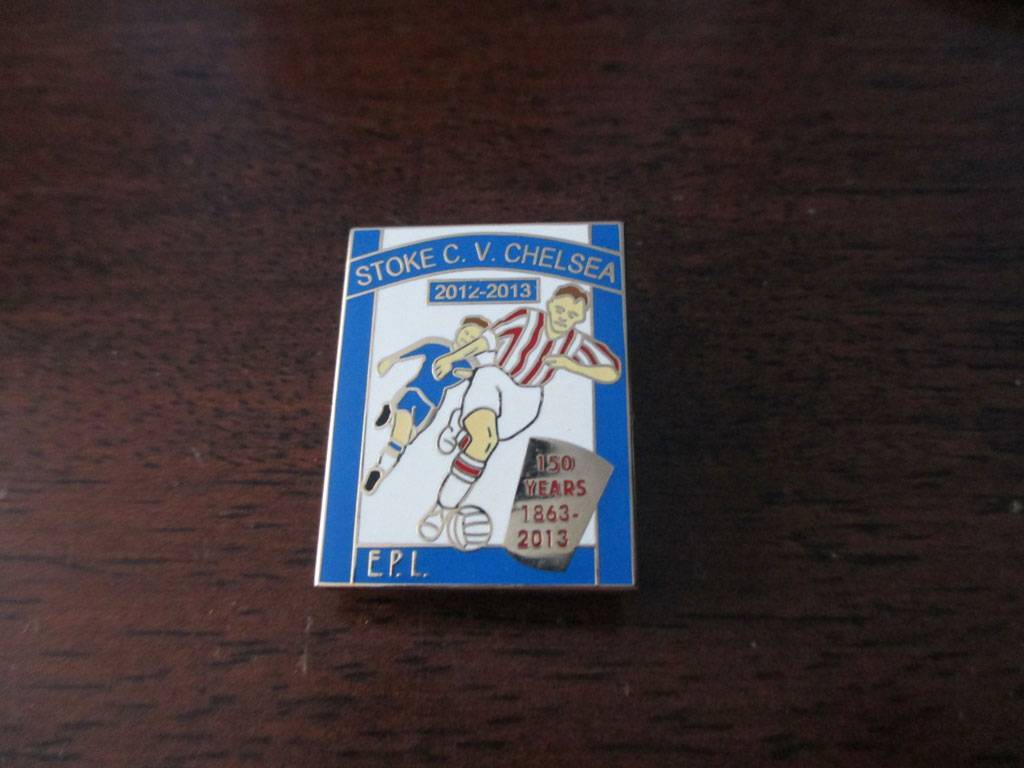 STOKE C. V. CHELSEA
2012-2013
150
YEARS
1863-
2013
E.P.L.